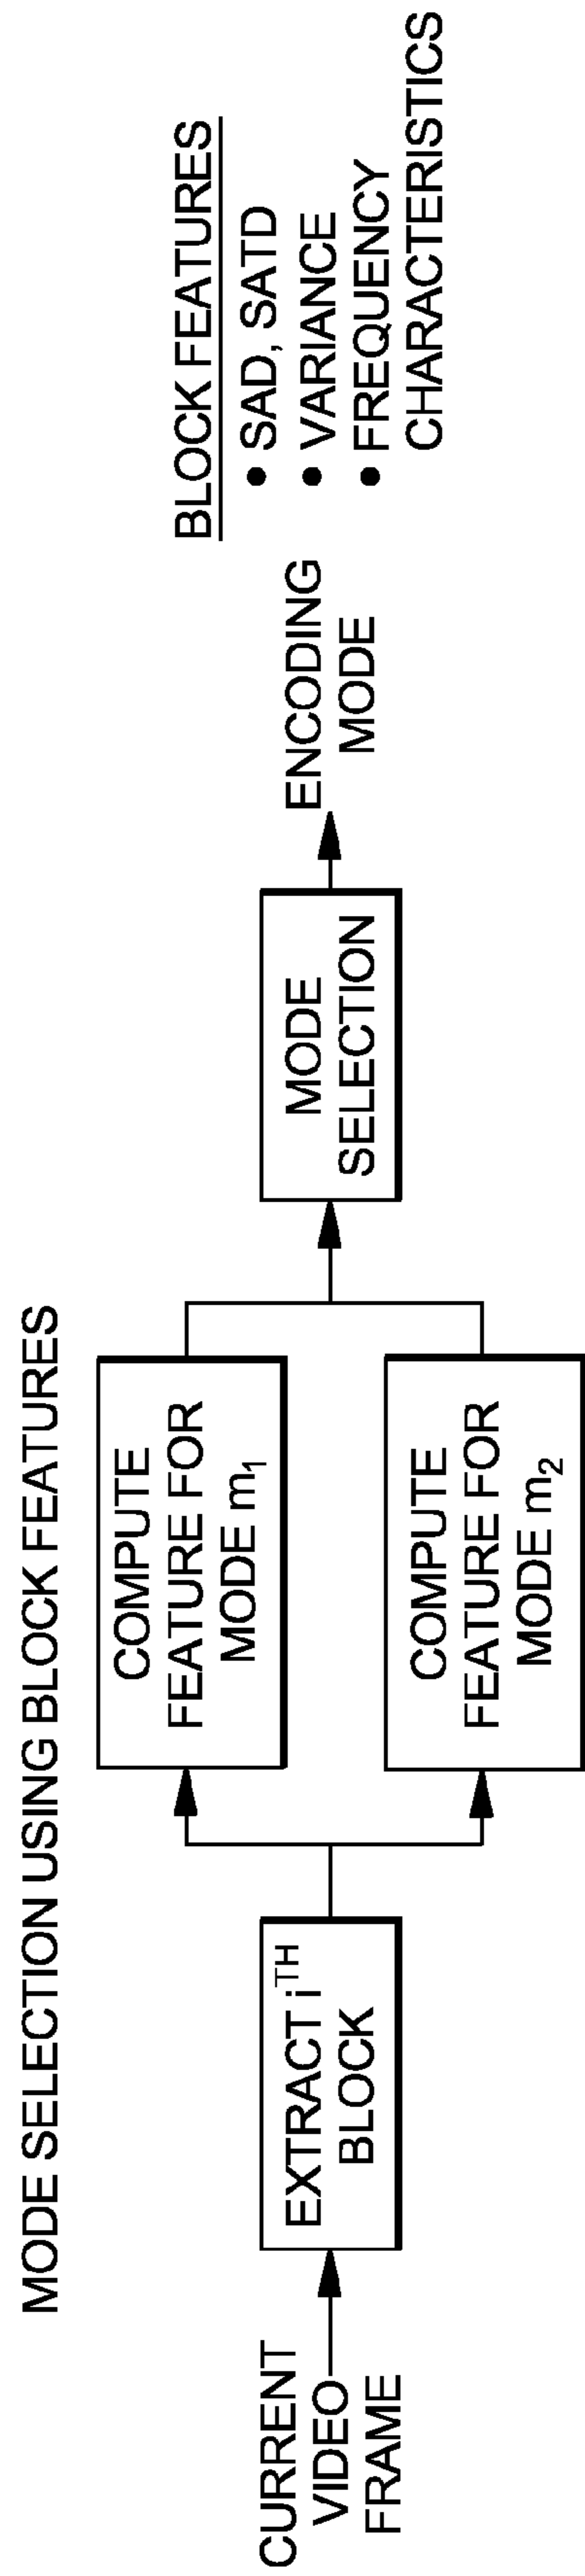 MODE SELECTION USING BLOCK FEATURES
CURRENT
VIDEO
FRAME
EXTRACT iᵀᴴ
BLOCK
COMPUTE
FEATURE FOR
MODE m₁
COMPUTE
FEATURE FOR
MODE m₂
MODE
SELECTION
ENCODING
MODE
BLOCK FEATURES
• SAD, SATD
• VARIANCE
• FREQUENCY
CHARACTERISTICS